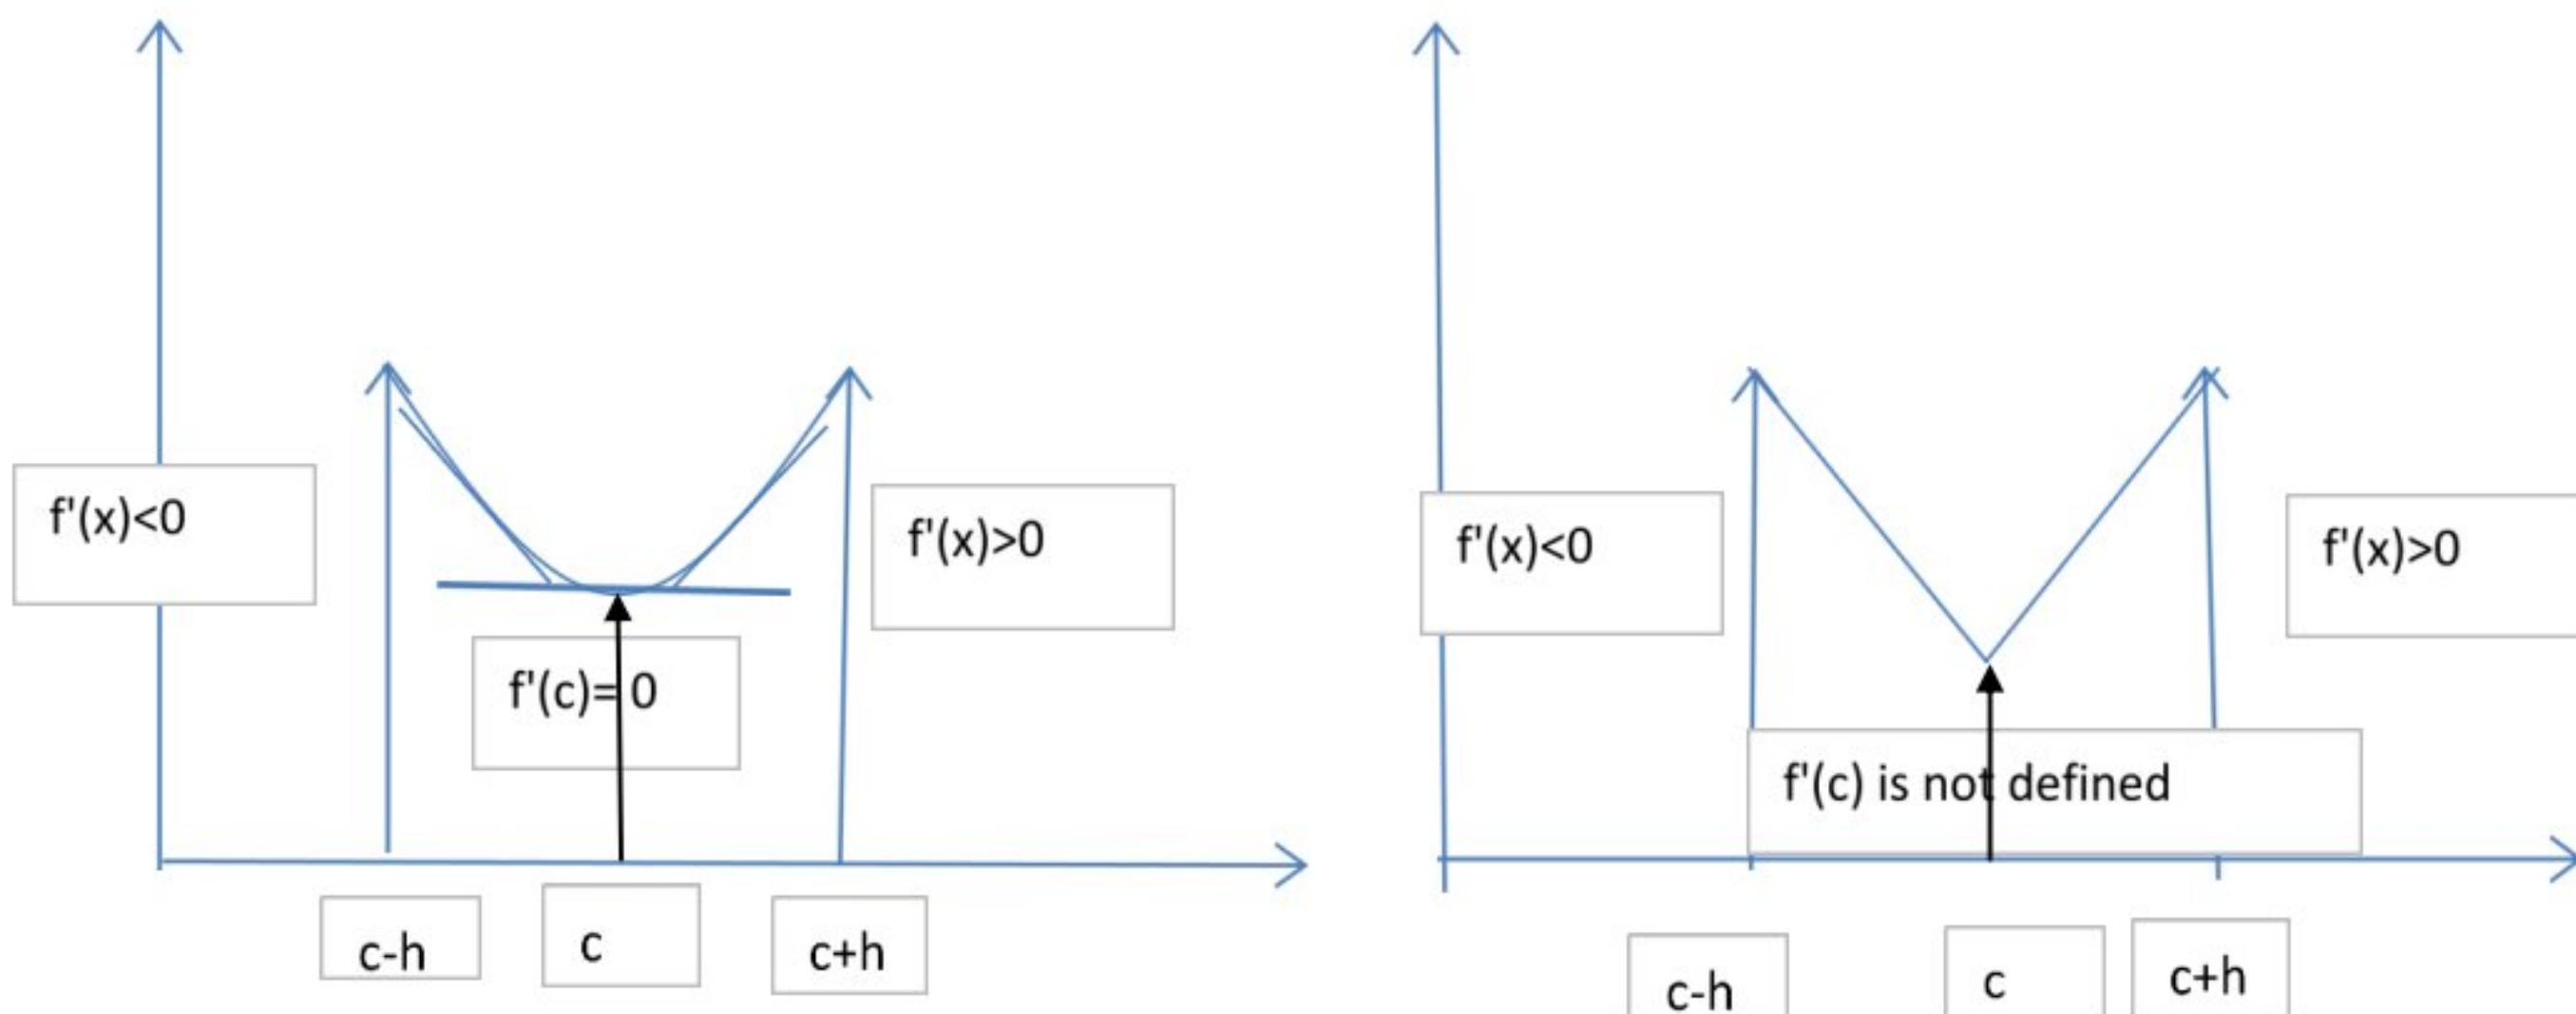 f'(x)<0
f'(x)>0
f'(c)= 0
c-h
c
c+h
f'(x)<0
f'(x)>0
f'(c) is not defined
c-h
c
c+h